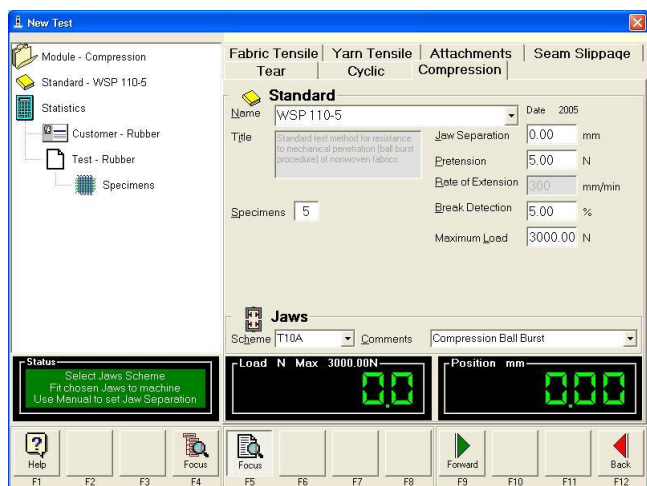 New Test
Module - Compression
Standard - WSP 110-5
Statistics
Customer - Rubber
Test - Rubber
Specimens
Fabric Tensile Yarn Tensile Attachments Seam Slippage
Tear Cyclic Compression
Standard
Name WSP 110-5 Date 2005
Title Standard test method for resistance
to mechanical penetration (ball burst
procedure) of nonwoven fabrics.
Specimens 5
Jaw Separation 0.00 mm
Pretension 5.00 N
Rate of Extension 300 mm/min
Break Detection 5.00 %
Maximum Load 3000.00 N
Jaws
Scheme T10A Comments Compression Ball Burst
Status
Select Jaws Scheme
Fit chosen Jaws to machine
Use Manual to set Jaw Separation
Load N Max 3000.00N
0.0
Position mm
0.00
Help Focus Focus Forward Back
F1 F2 F3 F4 F5 F6 F7 F8 F9 F10 F11 F12